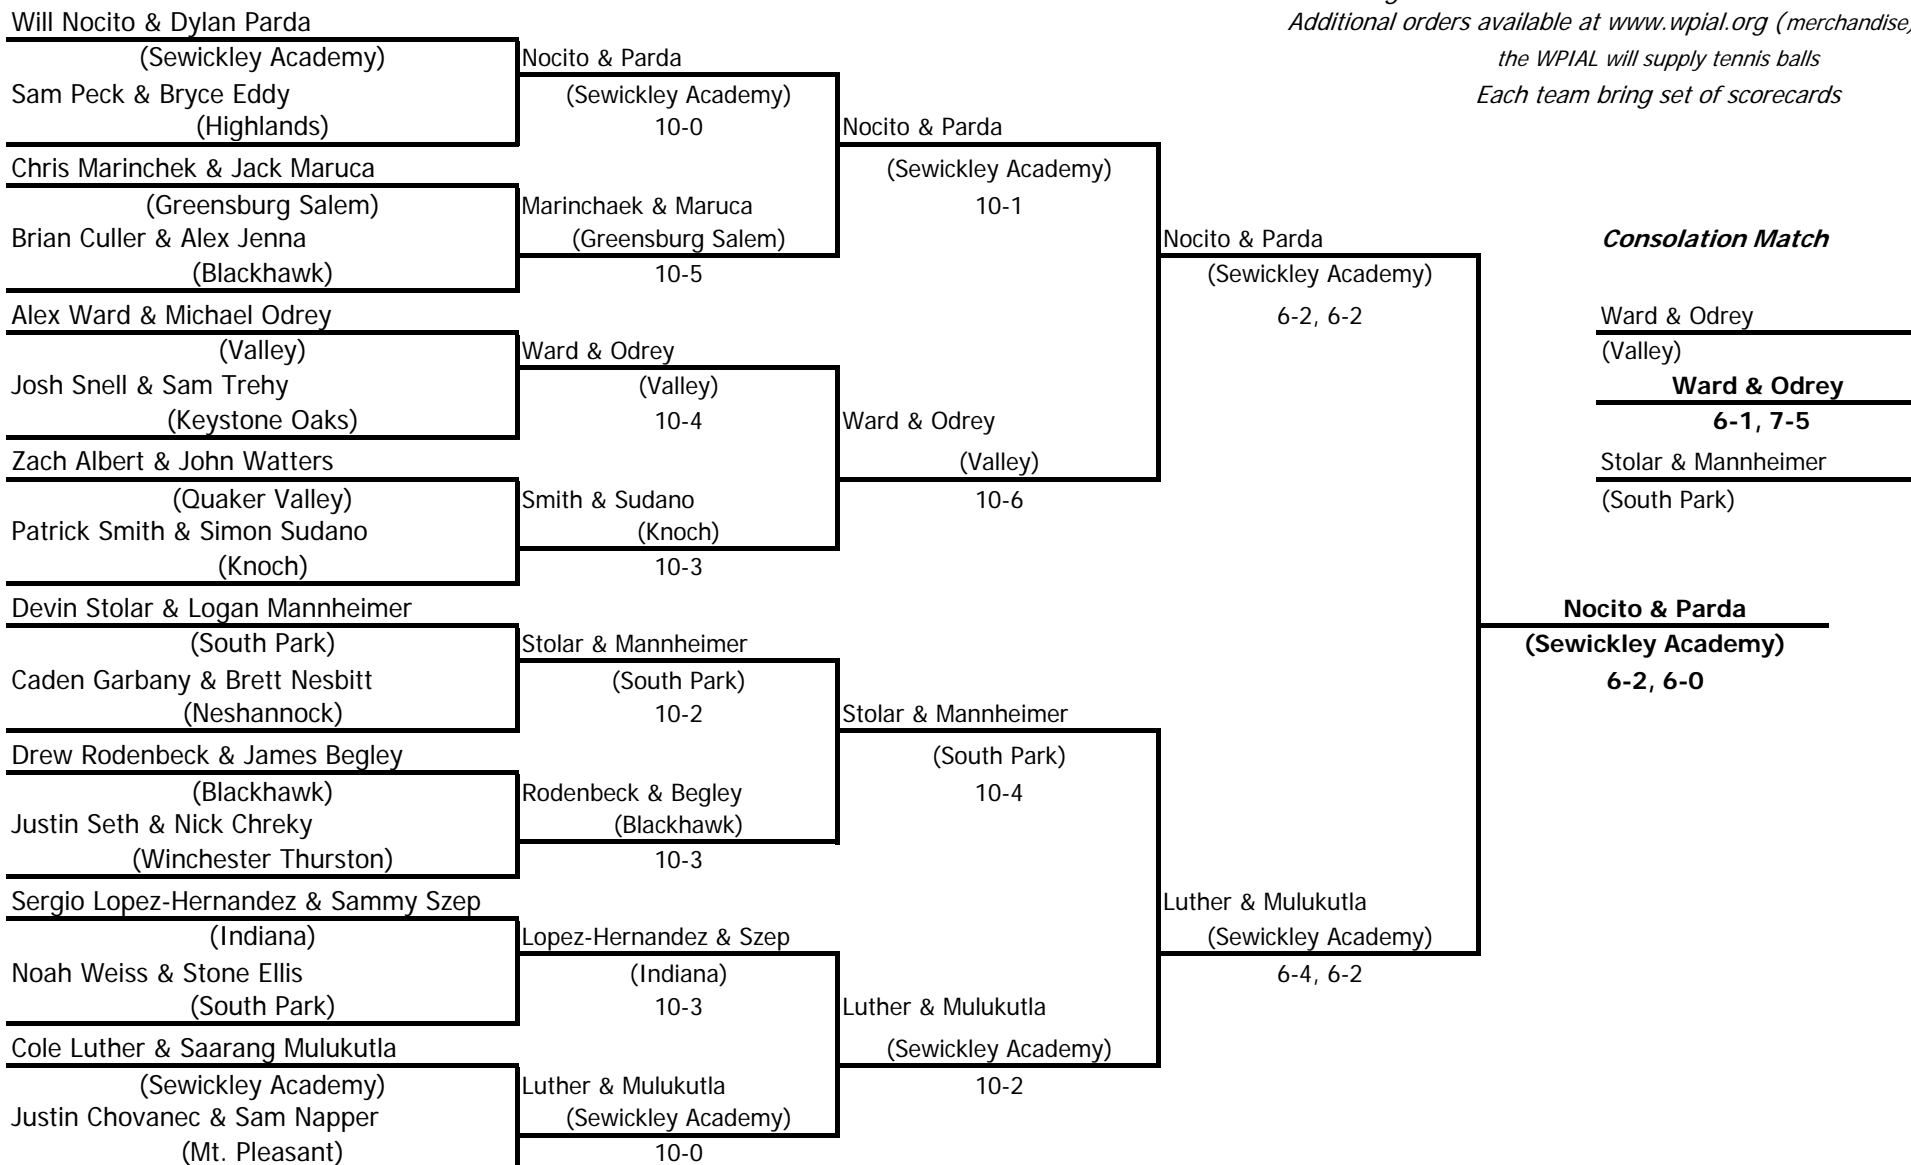 Will Nocito & Dylan Parda
Additional orders available at www.wpial.org (merchandise)
(Sewickley Academy)
Nocito & Parda
the WPIAL will supply tennis balls
Sam Peck & Bryce Eddy
(Sewickley Academy)
Each team bring set of scorecards
(Highlands)
10-0
Nocito & Parda
Chris Marinchek & Jack Maruca
(Sewickley Academy)
(Greensburg Salem)
Marinchaek & Maruca
10-1
Brian Culler & Alex Jenna
(Greensburg Salem)
Nocito & Parda
Consolation Match
(Blackhawk)
10-5
(Sewickley Academy)
Alex Ward & Michael Odrey
6-2, 6-2
Ward & Odrey
(Valley)
Ward & Odrey
(Valley)
Josh Snell & Sam Trehy
(Valley)
Ward & Odrey
(Keystone Oaks)
10-4
Ward & Odrey
6-1, 7-5
Zach Albert & John Watters
(Valley)
Stolar & Mannheimer
(Quaker Valley)
Smith & Sudano
10-6
(South Park)
Patrick Smith & Simon Sudano
(Knoch)
(Knoch)
10-3
Devin Stolar & Logan Mannheimer
Nocito & Parda
(South Park)
Stolar & Mannheimer
(Sewickley Academy)
Caden Garbany & Brett Nesbitt
(South Park)
6-2, 6-0
(Neshannock)
10-2
Stolar & Mannheimer
Drew Rodenbeck & James Begley
(South Park)
(Blackhawk)
Rodenbeck & Begley
10-4
Justin Seth & Nick Chreky
(Blackhawk)
(Winchester Thurston)
10-3
Sergio Lopez-Hernandez & Sammy Szep
Luther & Mulukutla
(Indiana)
Lopez-Hernandez & Szep
(Sewickley Academy)
Noah Weiss & Stone Ellis
(Indiana)
6-4, 6-2
(South Park)
10-3
Luther & Mulukutla
Cole Luther & Saarang Mulukutla
(Sewickley Academy)
(Sewickley Academy)
Luther & Mulukutla
10-2
Justin Chovanec & Sam Napper
(Sewickley Academy)
(Mt. Pleasant)
10-0